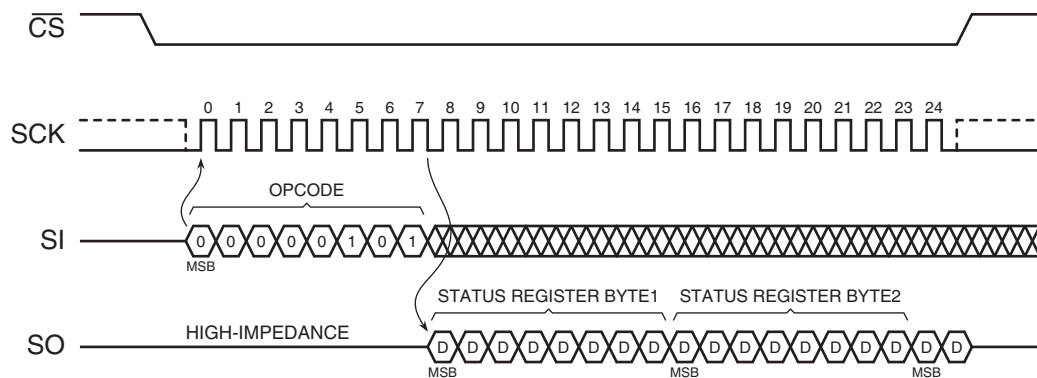 CS
0 1 2 3 4 5 6 7 8 9 10 11 12 13 14 15 16 17 18 19 20 21 22 23 24
SCK
OPCODE
SI
0 0 0 0 0 1 0 1
MSB
STATUS REGISTER BYTE1 STATUS REGISTER BYTE2
HIGH-IMPEDANCE
SO
D D D D D D D D D D D D D D D D D D
MSB MSB MSB